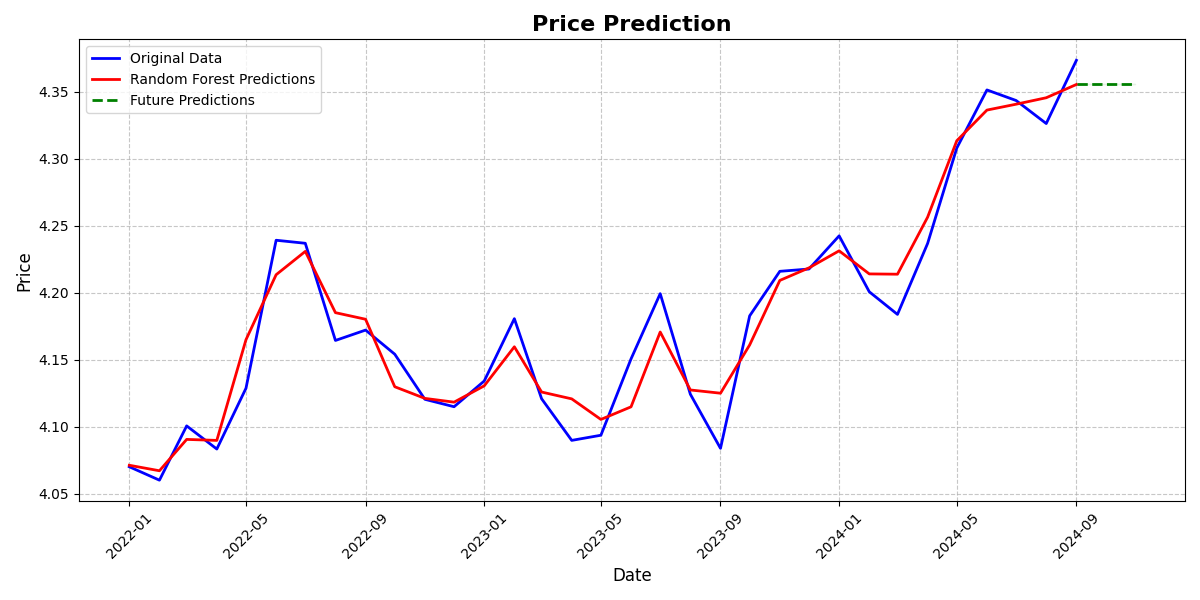 Price Prediction
Original Data
Random Forest Predictions
Future Predictions
Price
4.35
4.30
4.25
4.20
4.15
4.10
4.05
2022-01
2022-05
2022-09
2023-01
2023-05
2023-09
2024-01
2024-05
2024-09
Date